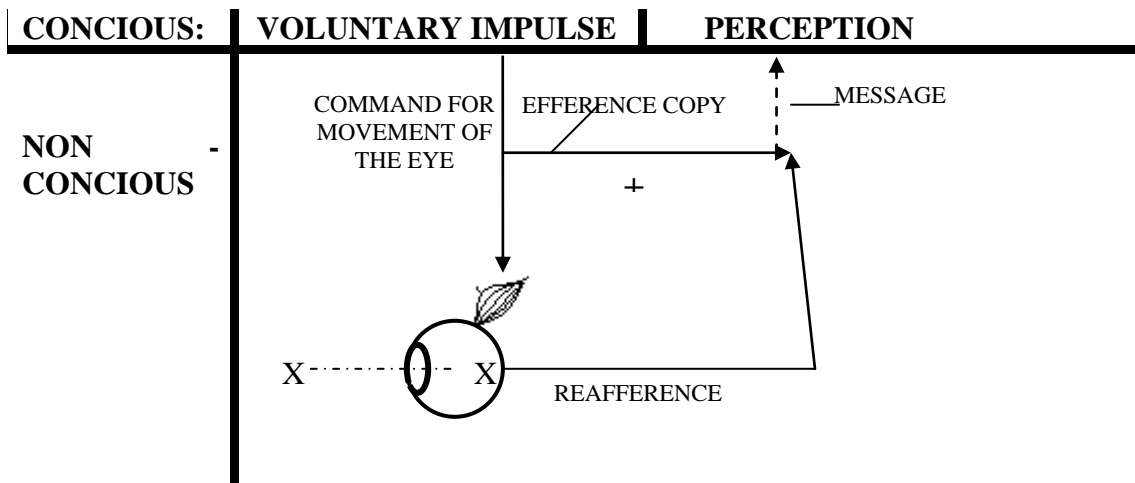 CONCIOUS: VOLUNTARY IMPULSE PERCEPTION
COMMAND FOR
MOVEMENT OF
THE EYE
EFFERENCE COPY
MESSAGE
NON -
CONCIOUS
+
X X
REAFFERENCE